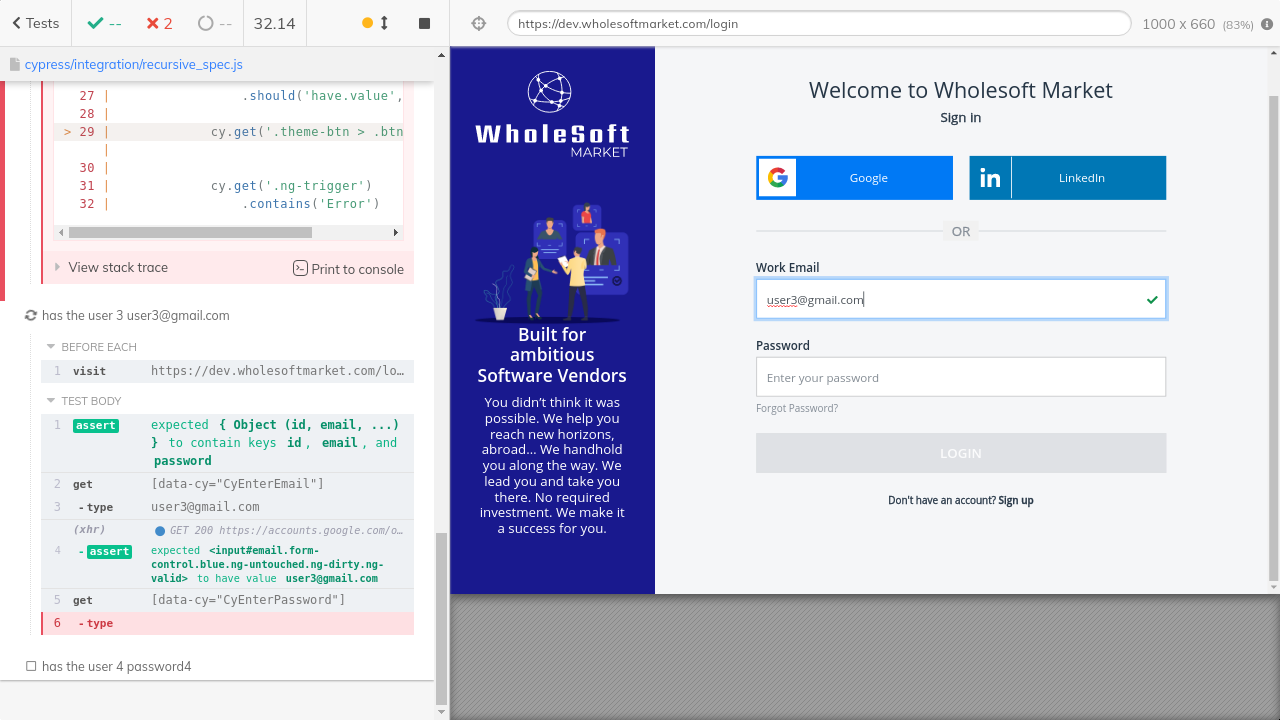 Tests
--
2
--
32.14
https://dev.wholesoftmarket.com/login
1000 x 660 (83%)
cypress/integration/recursive_spec.js
27 | .should('have.value',
28 |
> 29 | cy.get('.theme-btn > .btn
|
30 |
31 | cy.get('.ng-trigger')
32 | .contains('Error')
View stack trace
Print to console
has the user 3 user3@gmail.com
BEFORE EACH
1 visit https://dev.wholesoftmarket.com/lo…
TEST BODY
1 assert expected { Object (id, email, ...)
} to contain keys id, email, and
password
2 get [data-cy="CyEnterEmail"]
3 -type user3@gmail.com
(xhr) GET 200 https://accounts.google.com/o…
4 -assert expected <input#email.form-
control.blue.ng-untouched.ng-dirty.ng-
valid> to have value user3@gmail.com
5 get [data-cy="CyEnterPassword"]
6 -type
has the user 4 password4
WholeSoft
MARKET
Built for
ambitious
Software Vendors
You didn't think it was
possible. We help you
reach new horizons,
abroad... We handhold
you along the way. We
lead you and take you
there. No required
investment. We make it
a success for you.
Welcome to Wholesoft Market
Sign In
Google
in LinkedIn
OR
Work Email
user3@gmail.com
Password
Enter your password
Forgot Password?
LOGIN
Don't have an account? Sign up